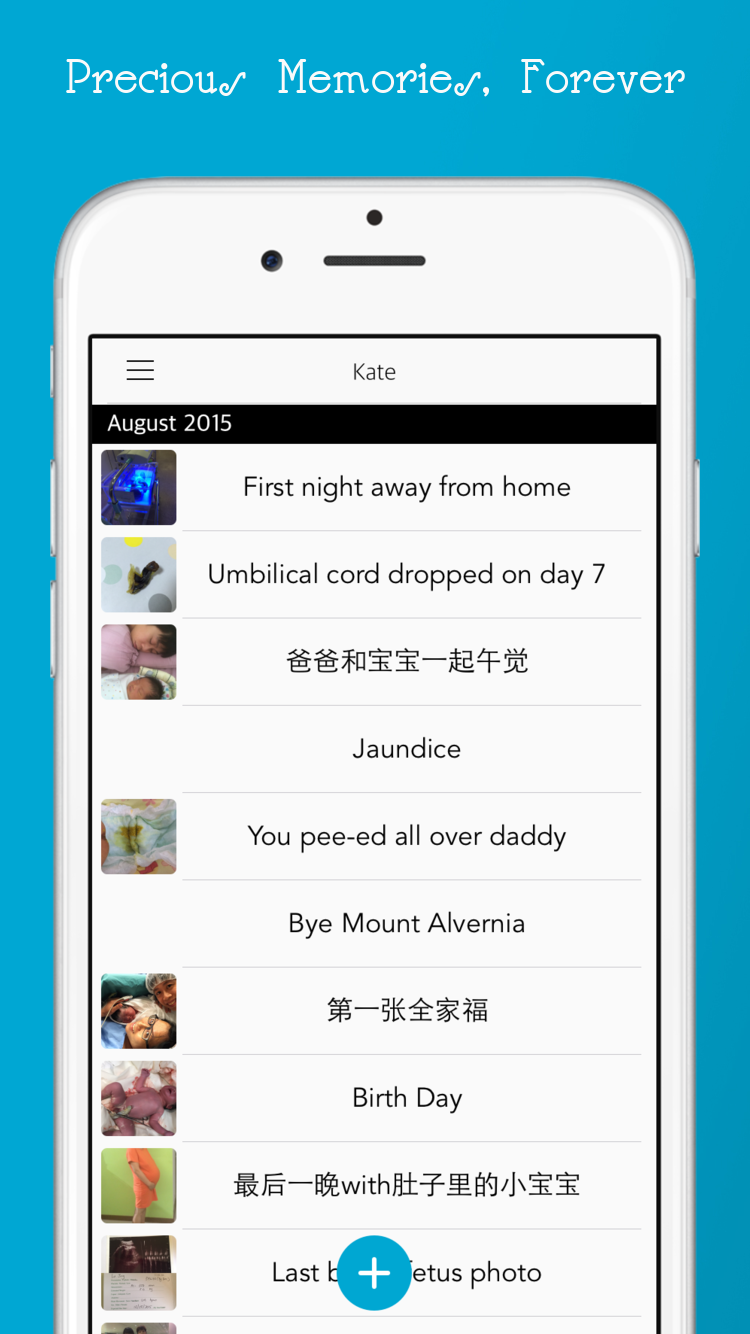 Precious Memories, Forever
Kate
August 2015
First night away from home
Umbilical cord dropped on day 7
爸爸和宝宝一起午觉
Jaundice
You pee-ed all over daddy
Bye Mount Alvernia
第一张全家福
Birth Day
最后一晚with肚子里的小宝宝
Last b etus photo